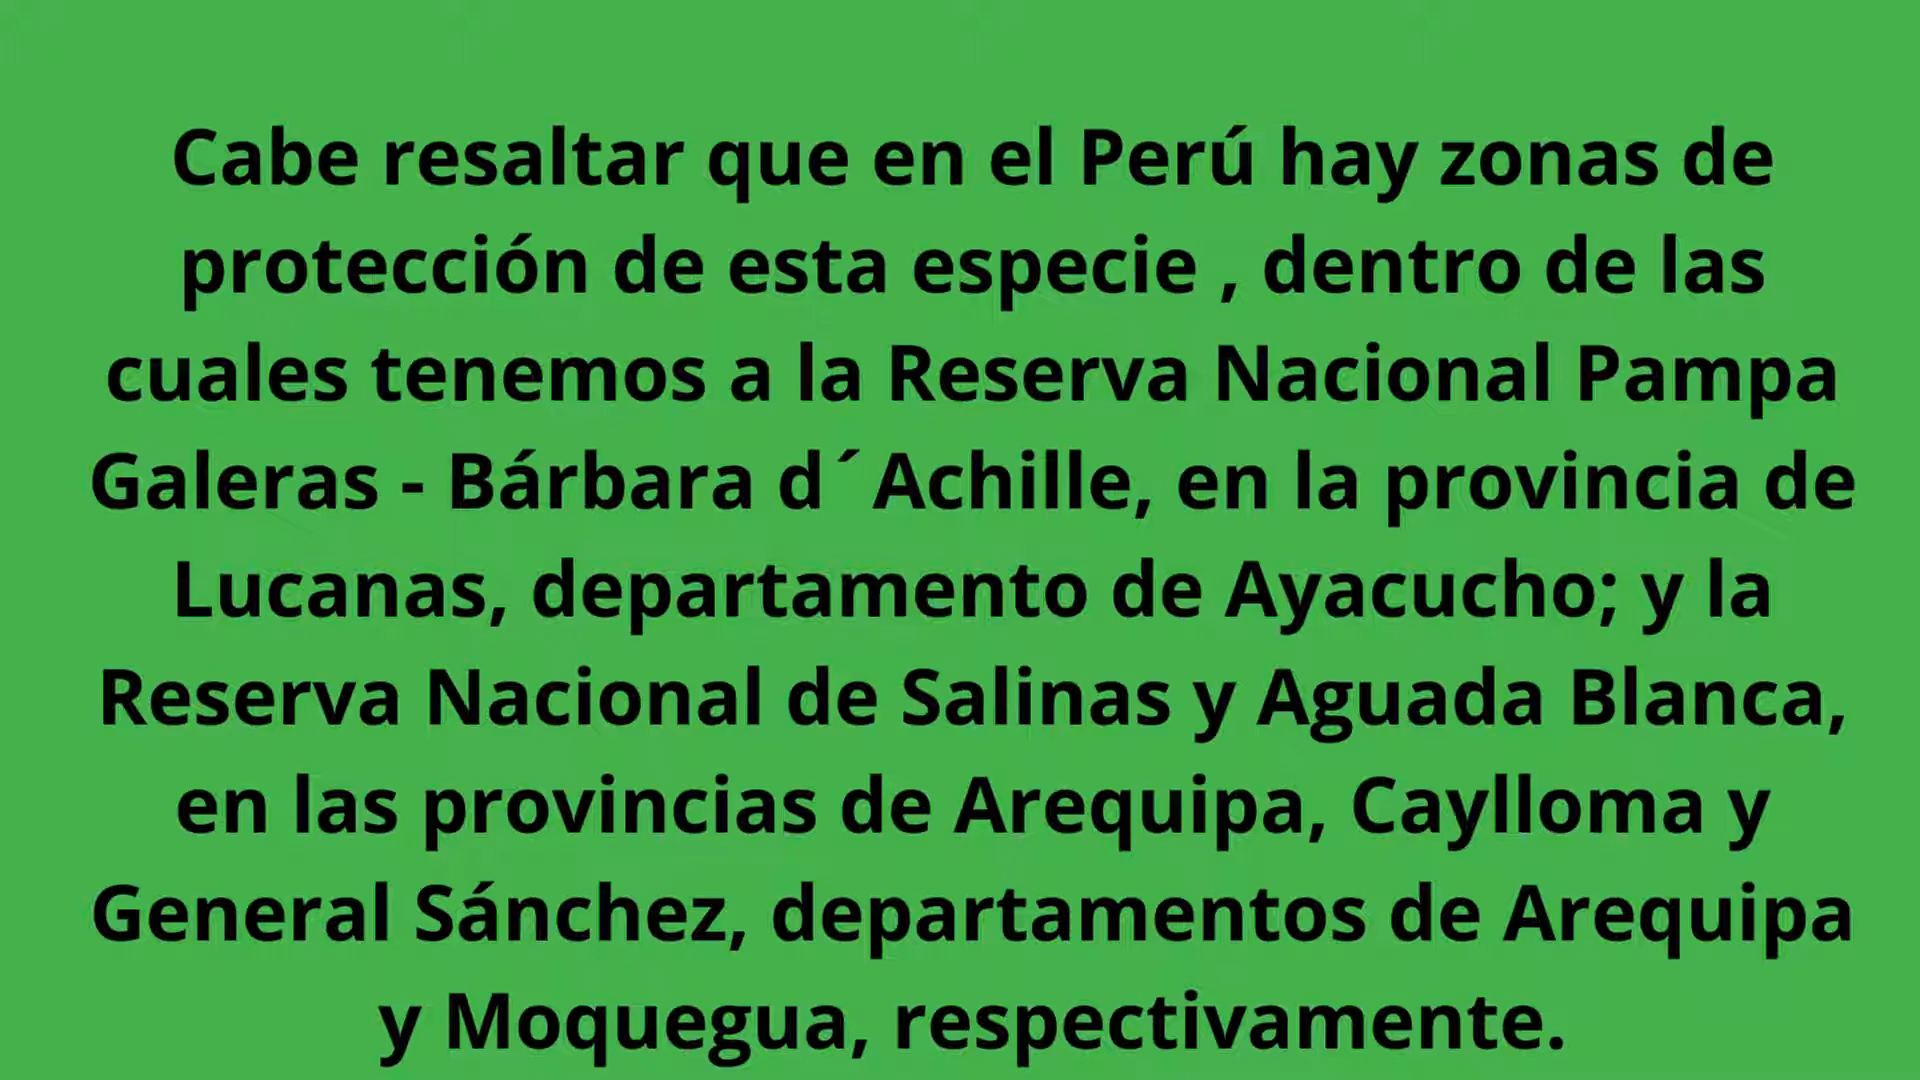 Cabe resaltar que en el Perú hay zonas de
protección de esta especie , dentro de las
cuales tenemos a la Reserva Nacional Pampa
Galeras - Bárbara d´Achille, en la provincia de
Lucanas, departamento de Ayacucho; y la
Reserva Nacional de Salinas y Aguada Blanca,
en las provincias de Arequipa, Caylloma y
General Sánchez, departamentos de Arequipa
y Moquegua, respectivamente.